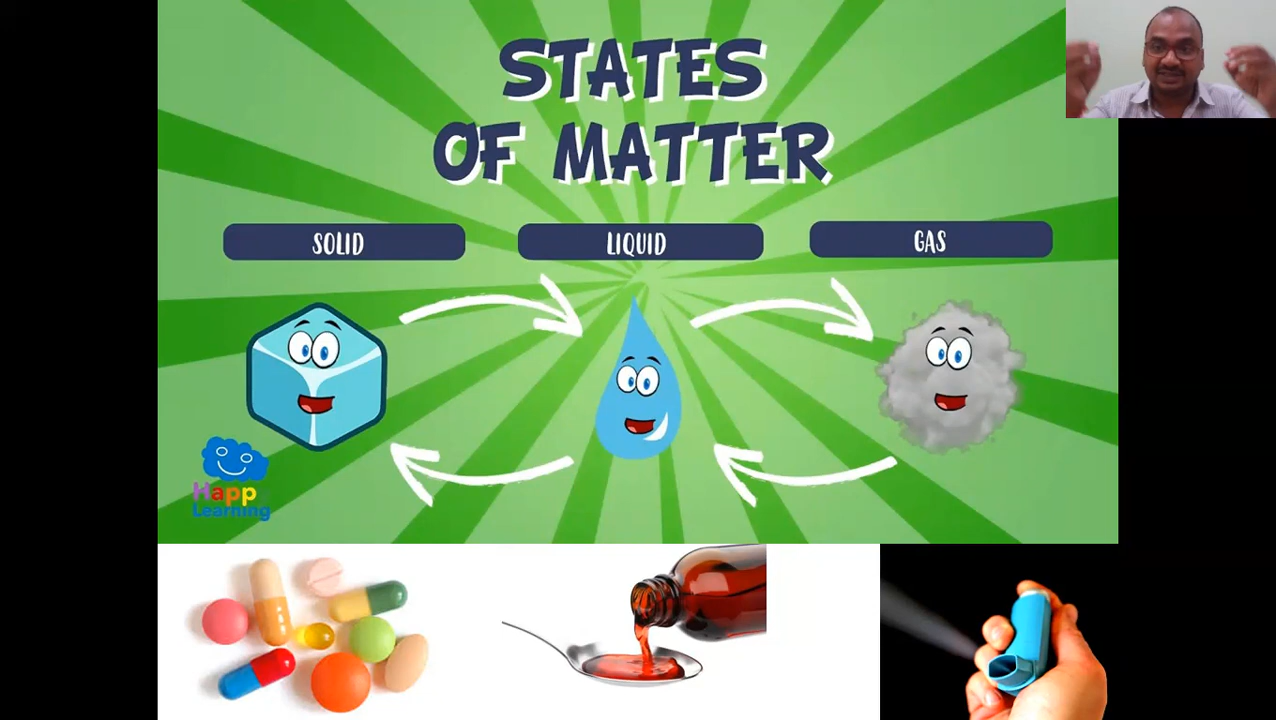 STATES
OF MATTER
SOLID
LIQUID
GAS
Happy
Learning